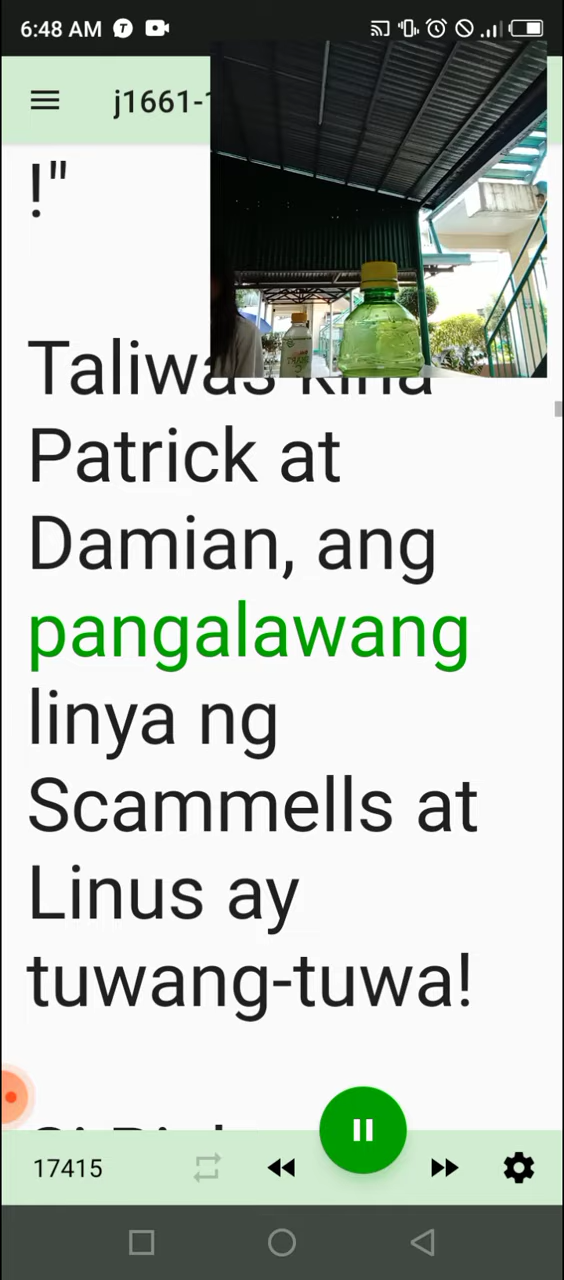 6:48 AM
j1661-1
!"
Taliwas kina
Patrick at
Damian, ang
pangalawang
linya ng
Scammells at
Linus ay
tuwang-tuwa!
17415